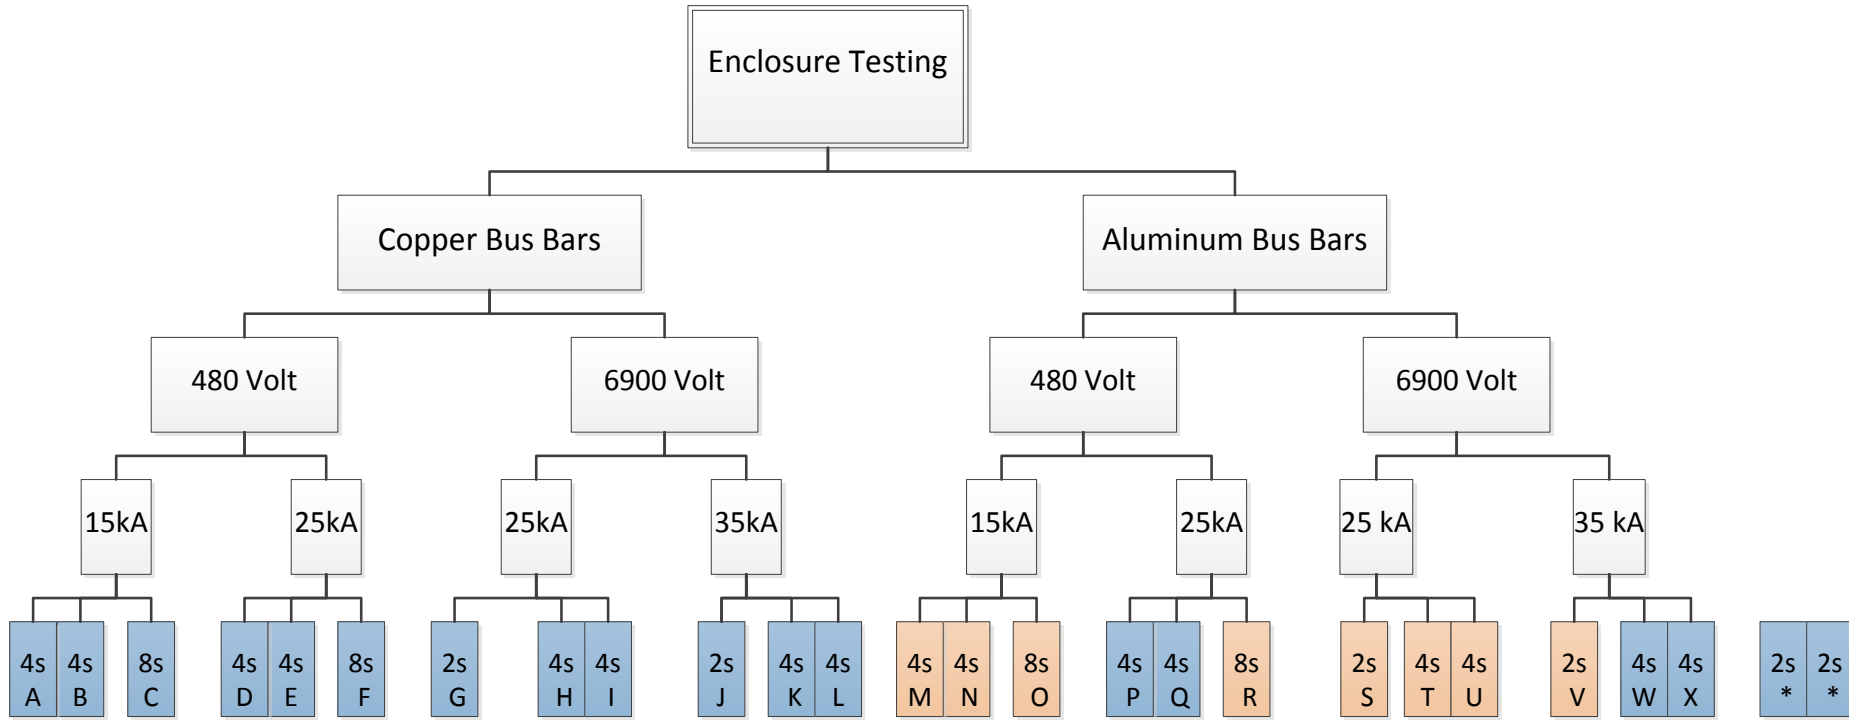 Enclosure Testing
Copper Bus Bars
Aluminum Bus Bars
480 Volt
6900 Volt
480 Volt
6900 Volt
15kA
25kA
25kA
35kA
15kA
25kA
25 kA
35 kA
4s 4s 8s 4s 4s 8s 2s 4s 4s 2s 4s 4s 4s 4s 8s 4s 4s 8s 2s 4s 4s 2s 4s 4s 2s 2s
A B C D E F G H I J K L M N O P Q R S T U V W X * *